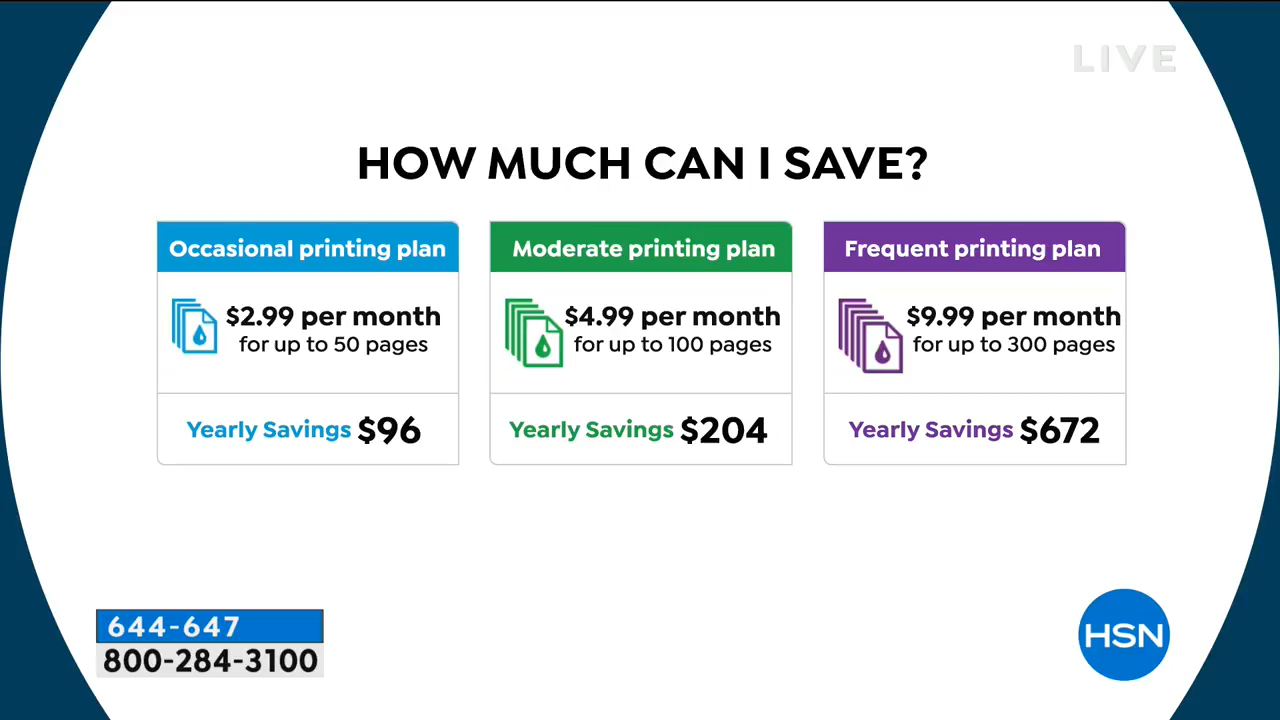 LIVE
HOW MUCH CAN I SAVE?
Occasional printing plan
$2.99 per month
for up to 50 pages
Yearly Savings $96
Moderate printing plan
$4.99 per month
for up to 100 pages
Yearly Savings $204
Frequent printing plan
$9.99 per month
for up to 300 pages
Yearly Savings $672
644-647
800-284-3100
HSN